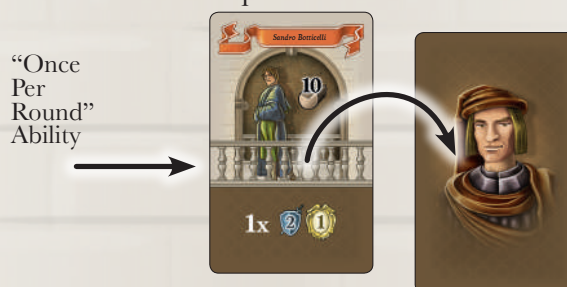 “Once
Per
Round”
Ability
Sandro Botticelli
10
1x 2 1